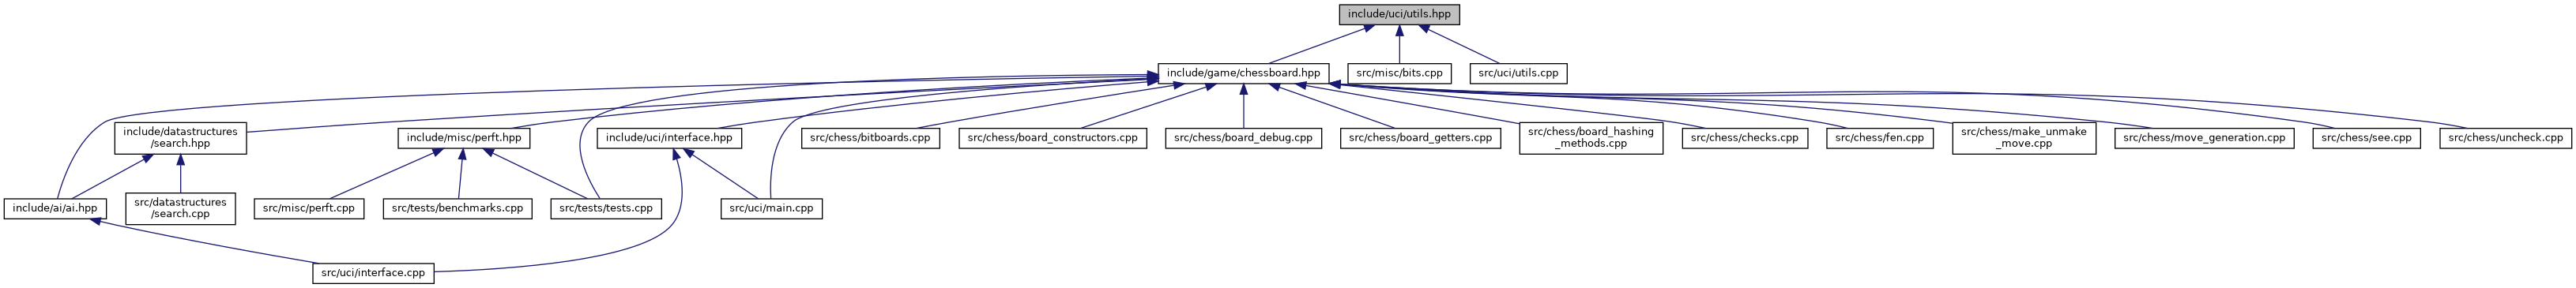 include/uci/utils.hpp
include/game/chessboard.hpp
src/misc/bits.cpp
src/uci/utils.cpp
include/datastructures
/search.hpp
include/misc/perft.hpp
include/uci/interface.hpp
src/chess/bitboards.cpp
src/chess/board_constructors.cpp
src/chess/board_debug.cpp
src/chess/board_getters.cpp
src/chess/board_hashing
_methods.cpp
src/chess/checks.cpp
src/chess/fen.cpp
src/chess/make_unmake
_move.cpp
src/chess/move_generation.cpp
src/chess/see.cpp
src/chess/uncheck.cpp
include/ai/ai.hpp
src/datastructures
/search.cpp
src/misc/perft.cpp
src/tests/benchmarks.cpp
src/tests/tests.cpp
src/uci/main.cpp
src/uci/interface.cpp